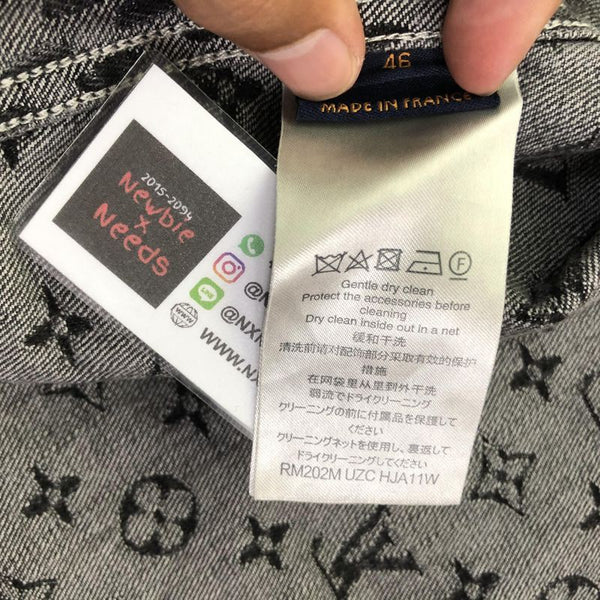 46
MADE IN FRANCE
2015-2094
Newbie
x
Needs
LINE
WWW
@NX
@NX
WWW.NX
F
Gentle dry clean
Protect the accessories before
cleaning
Dry clean inside out in a net
缓和干洗
清洗前请对配饰部分采取有效的保护
措施
在网袋里从里到外干洗
弱流でドライクリーニング
クリーニングの前に付属品を保護して
ください
クリーニングネットを使用し、裏返して
ドライクリーニングしてください
RM202M UZC HJA11W